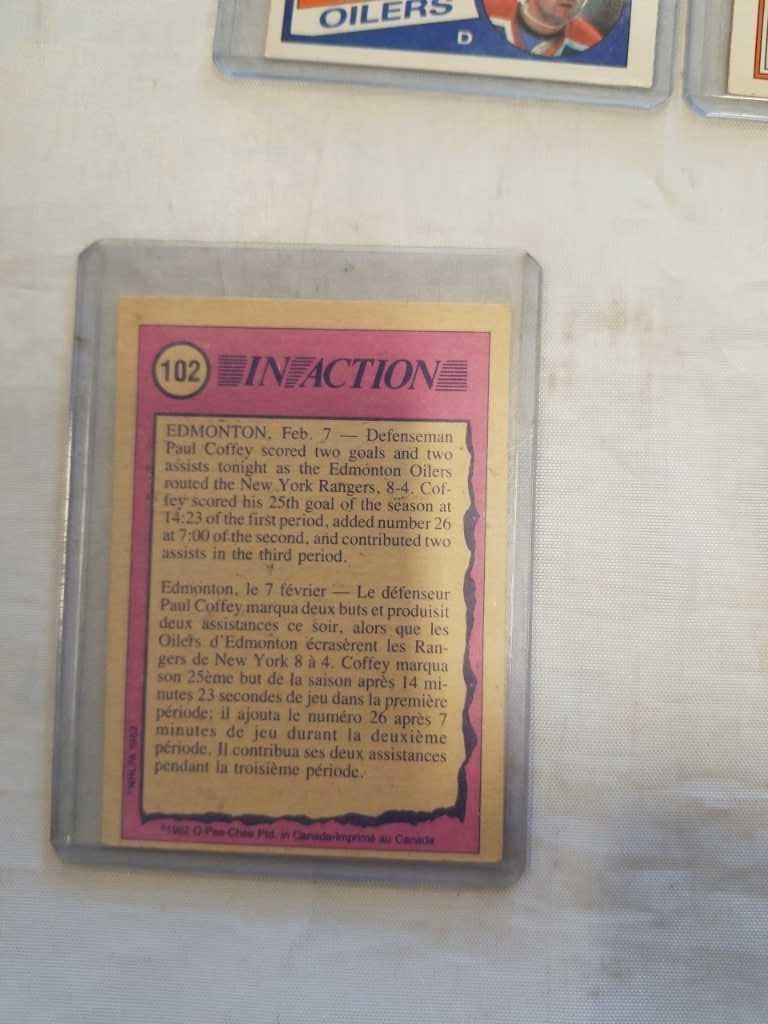 OILERS
D
102 IN ACTION
EDMONTON, Feb. 7 — Defenseman
Paul Coffey scored two goals and two
assists tonight as the Edmonton Oilers
routed the New York Rangers, 8-4. Cof-
fey scored his 25th goal of the season at
14:23 of the first period, added number 26
at 7:00 of the second, and contributed two
assists in the third period.
Edmonton, le 7 février — Le défenseur
Paul Coffey marqua deux buts et produisit
deux assistances ce soir, alors que les
Oilers d'Edmonton écrasèrent les Ran-
gers de New York 8 à 4. Coffey marqua
son 25ème but de la saison après 14 mi-
nutes 23 secondes de jeu dans la première
période; il ajouta le numéro 26 après 7
minutes de jeu durant la deuxième
période. Il contribua ses deux assistances
pendant la troisième période.
©1982 O-Pee-Chee Ptd. in Canada-Imprimé au Canada
*NHLPA 1982